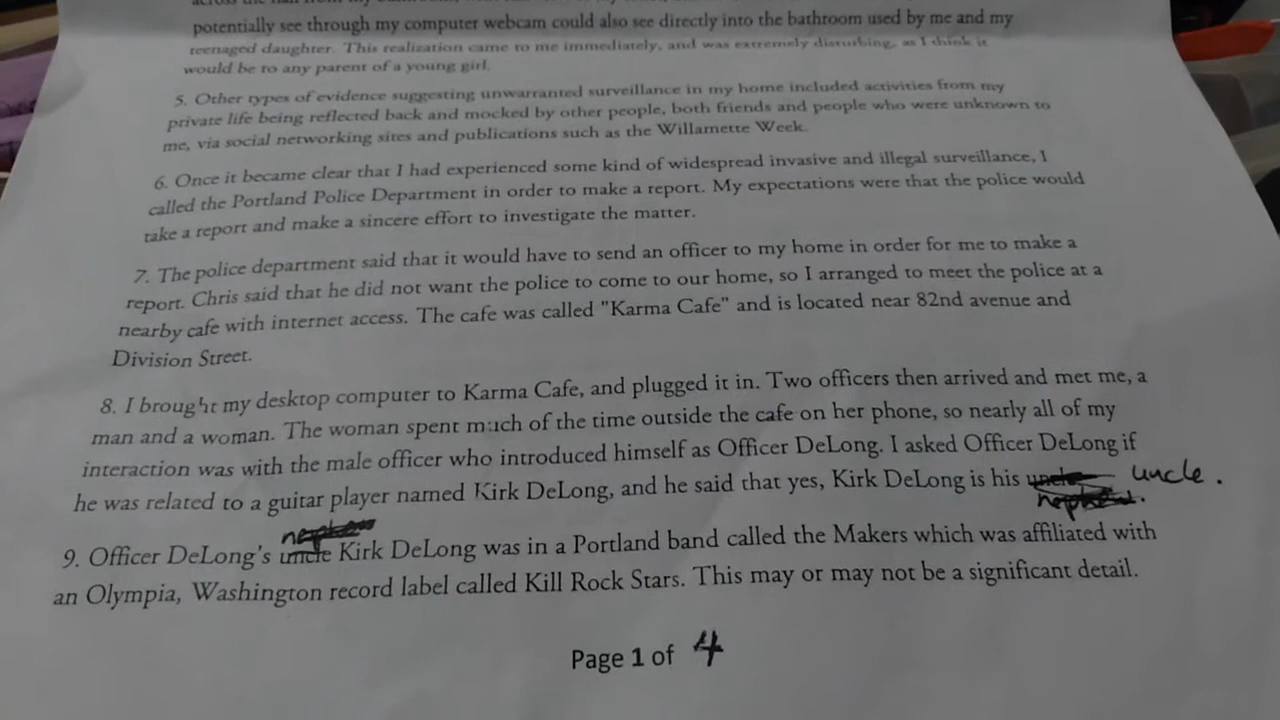 potentially see through my computer webcam could also see directly into the bathroom used by me and my
teenaged daughter. This realization came to me immediately, and was extremely disturbing, as I think it
would be to any parent of a young girl.
5. Other types of evidence suggesting unwarranted surveillance in my home included activities from my
private life being reflected back and mocked by other people, both friends and people who were unknown to
me, via social networking sites and publications such as the Willamette Week.
6. Once it became clear that I had experienced some kind of widespread invasive and illegal surveillance, I
called the Portland Police Department in order to make a report. My expectations were that the police would
take a report and make a sincere effort to investigate the matter.
7. The police department said that it would have to send an officer to my home in order for me to make a
report. Chris said that he did not want the police to come to our home, so I arranged to meet the police at a
nearby cafe with internet access. The cafe was called "Karma Cafe" and is located near 82nd avenue and
Division Street.
8. I brought my desktop computer to Karma Cafe, and plugged it in. Two officers then arrived and met me, a
man and a woman. The woman spent much of the time outside the cafe on her phone, so nearly all of my
interaction was with the male officer who introduced himself as Officer DeLong. I asked Officer DeLong if
he was related to a guitar player named Kirk DeLong, and he said that yes, Kirk DeLong is his uncle uncle.
nephew.
nephew
9. Officer DeLong's uncle Kirk DeLong was in a Portland band called the Makers which was affiliated with
an Olympia, Washington record label called Kill Rock Stars. This may or may not be a significant detail.
Page 1 of 4